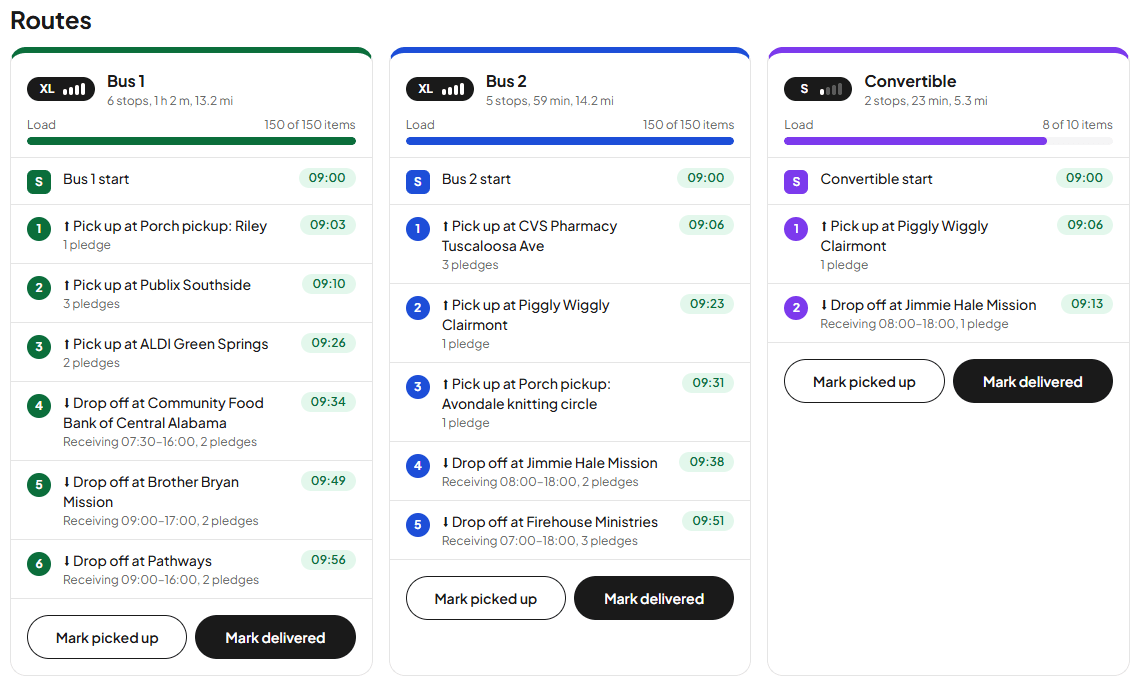 Routes
XL
Bus 1
6 stops, 1 h 2 m, 13.2 mi
Load
150 of 150 items
S
Bus 1 start
09:00
1
↑ Pick up at Porch pickup: Riley
09:03
1 pledge
2
↑ Pick up at Publix Southside
09:10
3 pledges
3
↑ Pick up at ALDI Green Springs
09:26
2 pledges
4
↓ Drop off at Community Food
Bank of Central Alabama
09:34
Receiving 07:30–16:00, 2 pledges
5
↓ Drop off at Brother Bryan
Mission
09:49
Receiving 09:00–17:00, 2 pledges
6
↓ Drop off at Pathways
09:56
Receiving 09:00–16:00, 2 pledges
Mark picked up
Mark delivered
XL
Bus 2
5 stops, 59 min, 14.2 mi
Load
150 of 150 items
S
Bus 2 start
09:00
1
↑ Pick up at CVS Pharmacy
Tuscaloosa Ave
09:06
3 pledges
2
↑ Pick up at Piggly Wiggly
Clairmont
09:23
1 pledge
3
↑ Pick up at Porch pickup:
Avondale knitting circle
09:31
1 pledge
4
↓ Drop off at Jimmie Hale Mission
09:38
Receiving 08:00–18:00, 2 pledges
5
↓ Drop off at Firehouse Ministries
09:51
Receiving 07:00–18:00, 3 pledges
Mark picked up
Mark delivered
S
Convertible
2 stops, 23 min, 5.3 mi
Load
8 of 10 items
S
Convertible start
09:00
1
↑ Pick up at Piggly Wiggly
Clairmont
09:06
1 pledge
2
↓ Drop off at Jimmie Hale Mission
09:13
Receiving 08:00–18:00, 1 pledge
Mark picked up
Mark delivered